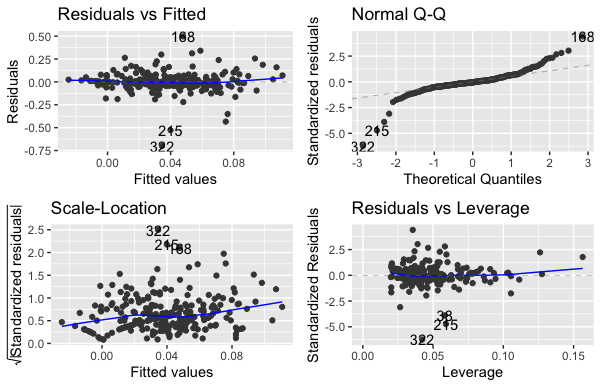 Residuals vs Fitted
Residuals
0.50
0.25
0.00
-0.25
-0.50
-0.75
168
215
322
0.00 0.04 0.08
Fitted values
Normal Q-Q
Standardized residuals
2.5
0.0
-2.5
-5.0
168
215
322
-3 -2 -1 0 1 2 3
Theoretical Quantiles
Scale-Location
√|Standardized residuals|
2.5
2.0
1.5
1.0
0.5
0.0
322
215
168
0.00 0.04 0.08
Fitted values
Residuals vs Leverage
Standardized Residuals
2.5
0.0
-2.5
-5.0
38
215
322
0.00 0.05 0.10 0.15
Leverage